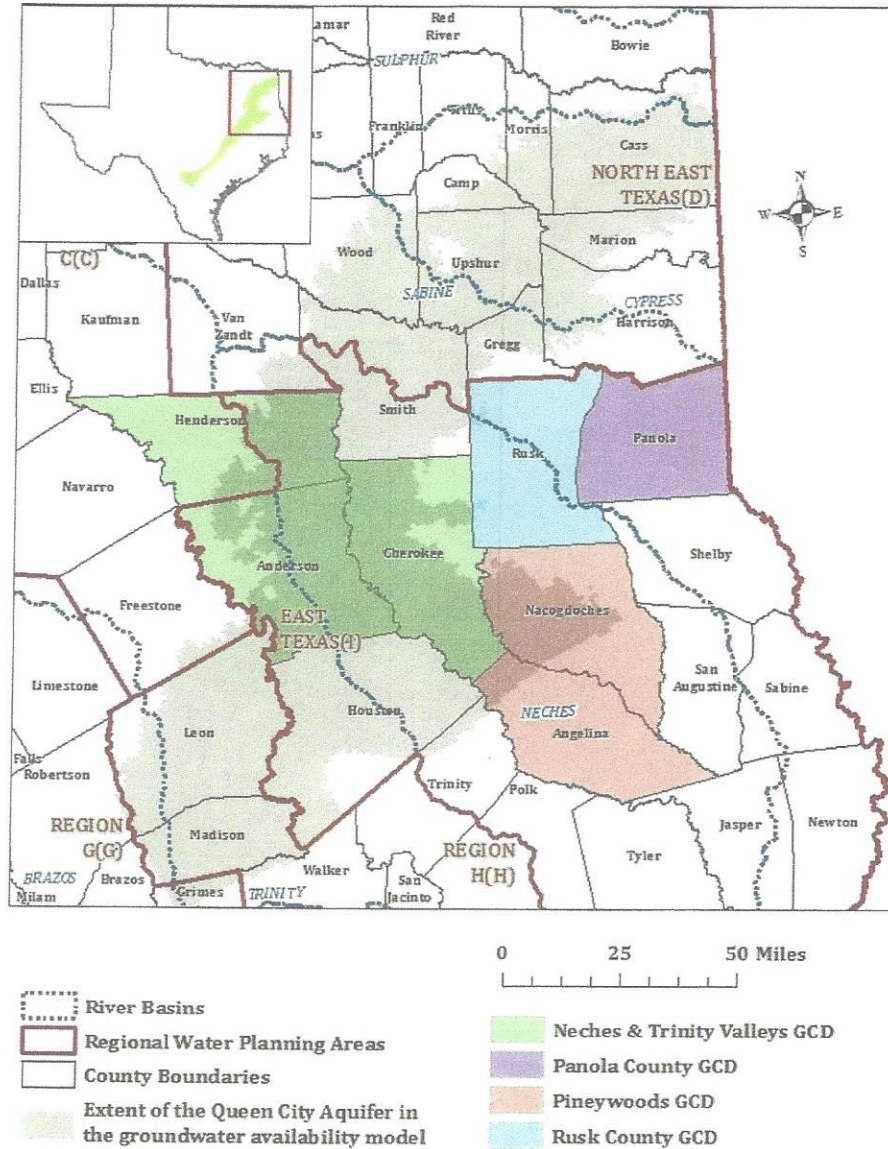 Lamar
Red
River
Bowie
SULPHUR
Franklin
Titus
Morris
Cass
NORTH EAST
TEXAS(D)
Camp
N
W
E
S
Wood
Upshur
Marion
C(C)
Dallas
Kaufman
Van
Zandt
SABINE
CYPRESS
Harrison
Gregg
Ellis
Smith
Henderson
Rusk
Panola
Navarro
Shelby
Cherokee
Anderson
Freestone
Nacogdoches
EAST
TEXAS(I)
San
Augustine
Sabine
Limestone
Houston
NECHES
Angelina
Leon
Falls
Robertson
Trinity
Polk
Jasper
Newton
REGION
G(G)
Madison
REGION
H(H)
Walker
Tyler
BRAZOS
Milam
Brazos
Grimes
TRINITY
San
Jacinto
0 25 50 Miles
River Basins
Regional Water Planning Areas
County Boundaries
Extent of the Queen City Aquifer in
the groundwater availability model
Neches & Trinity Valleys GCD
Panola County GCD
Pineywoods GCD
Rusk County GCD